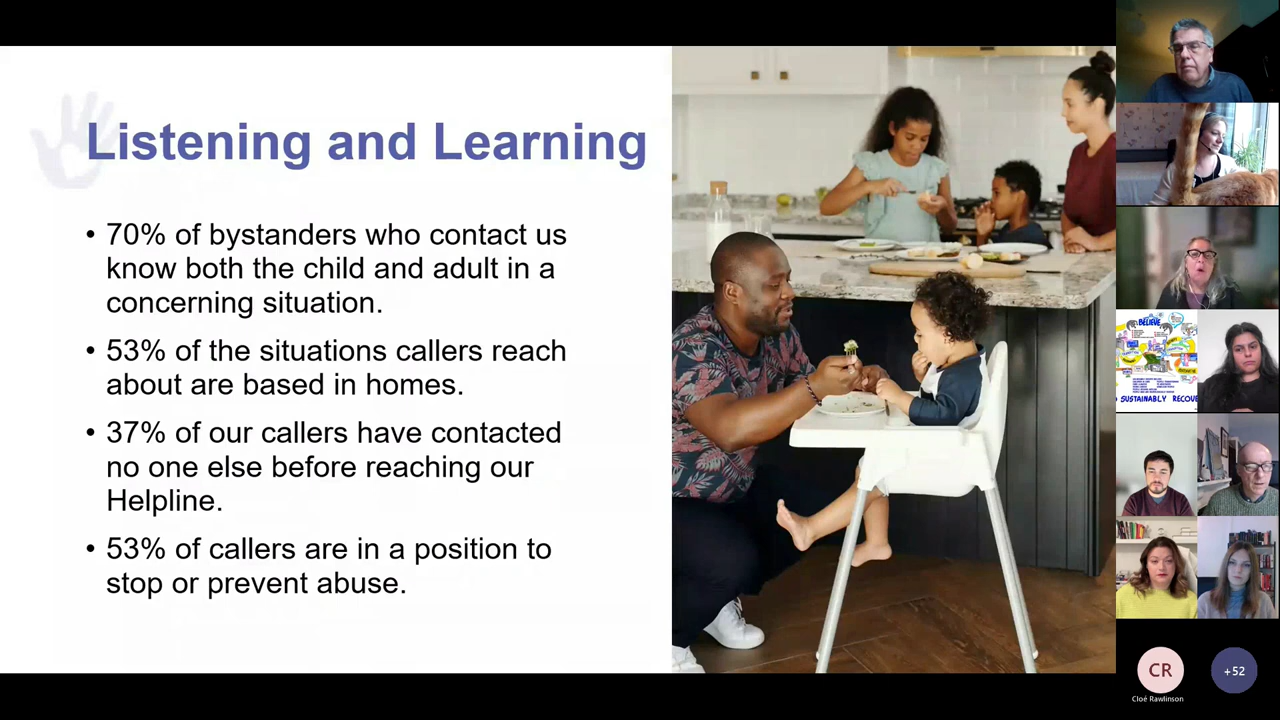 Listening and Learning
• 70% of bystanders who contact us
know both the child and adult in a
concerning situation.
• 53% of the situations callers reach
about are based in homes.
• 37% of our callers have contacted
no one else before reaching our
Helpline.
• 53% of callers are in a position to
stop or prevent abuse.
BELIEVE
SUSTAINABLY RECOVE
CR
+52
Cloé Rawlinson